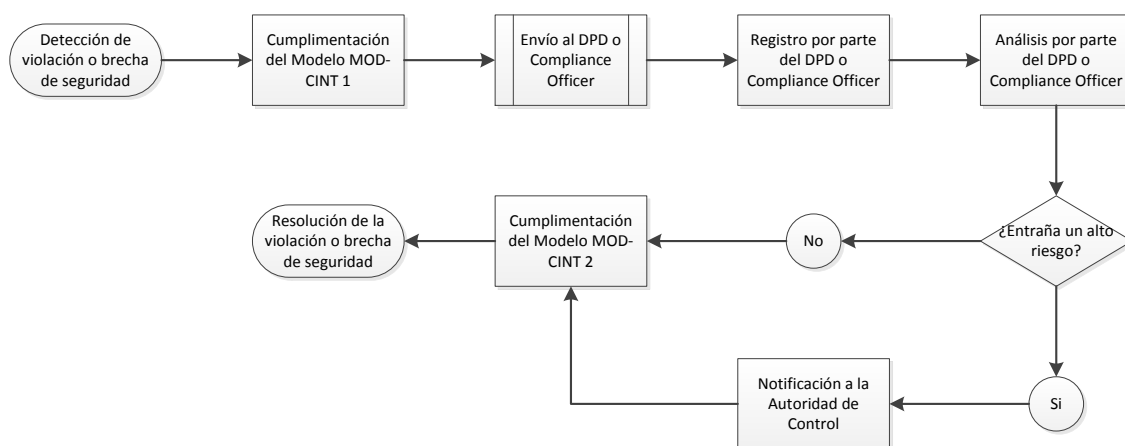 Detección de
violación o brecha
de seguridad
Cumplimentación
del Modelo MOD-
CINT 1
Envío al DPD o
Compliance
Officer
Registro por parte
del DPD o
Compliance Officer
Análisis por parte
del DPD o
Compliance Officer
¿Entraña un alto
riesgo?
No
Cumplimentación
del Modelo MOD-
CINT 2
Resolución de la
violación o brecha
de seguridad
Si
Notificación a la
Autoridad de
Control